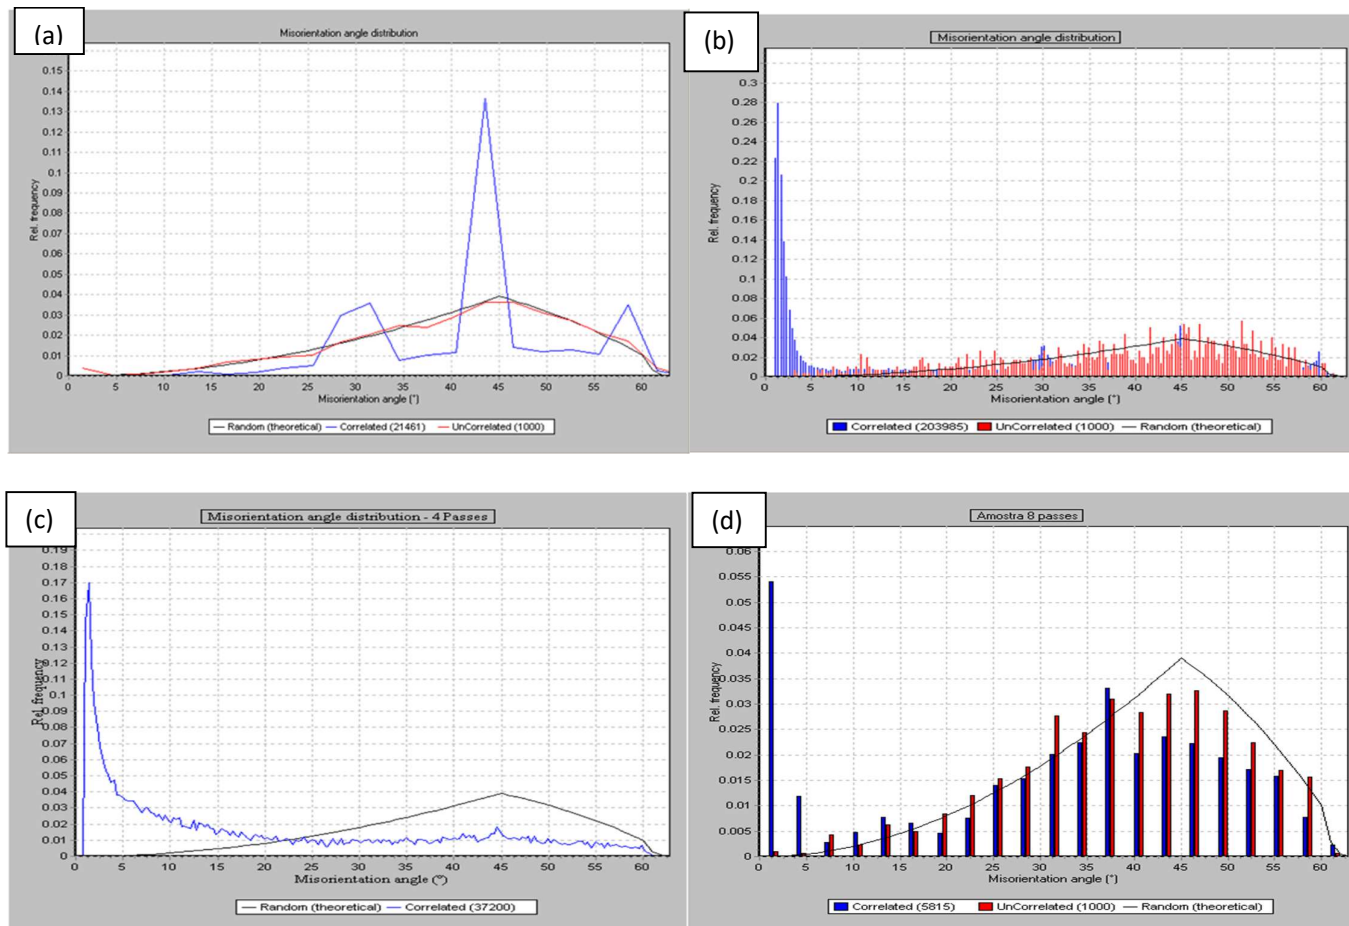 (a)
Misorientation angle distribution
Rel. frequency
0.15
0.14
0.13
0.12
0.11
0.1
0.09
0.08
0.07
0.06
0.05
0.04
0.03
0.02
0.01
0
0 5 10 15 20 25 30 35 40 45 50 55 60
Misorientation angle (°)
Random (theoretical) Correlated (21461) UnCorrelated (1000)
(b)
Misorientation angle distribution
Rel. frequency
0.3
0.28
0.26
0.24
0.22
0.2
0.18
0.16
0.14
0.12
0.1
0.08
0.06
0.04
0.02
0
0 5 10 15 20 25 30 35 40 45 50 55 60
Misorientation angle (°)
Correlated (203985) UnCorrelated (1000) Random (theoretical)
(c)
Misorientation angle distribution - 4 Passes
Rel. frequency
0.19
0.18
0.17
0.16
0.15
0.14
0.13
0.12
0.11
0.1
0.09
0.08
0.07
0.06
0.05
0.04
0.03
0.02
0.01
0
0 5 10 15 20 25 30 35 40 45 50 55 60
Misorientation angle (°)
Random (theoretical) Correlated (37200)
(d)
Amostra 8 passes
Rel. frequency
0.06
0.055
0.05
0.045
0.04
0.035
0.03
0.025
0.02
0.015
0.01
0.005
0
0 5 10 15 20 25 30 35 40 45 50 55 60
Misorientation angle (°)
Correlated (5815) UnCorrelated (1000) Random (theoretical)